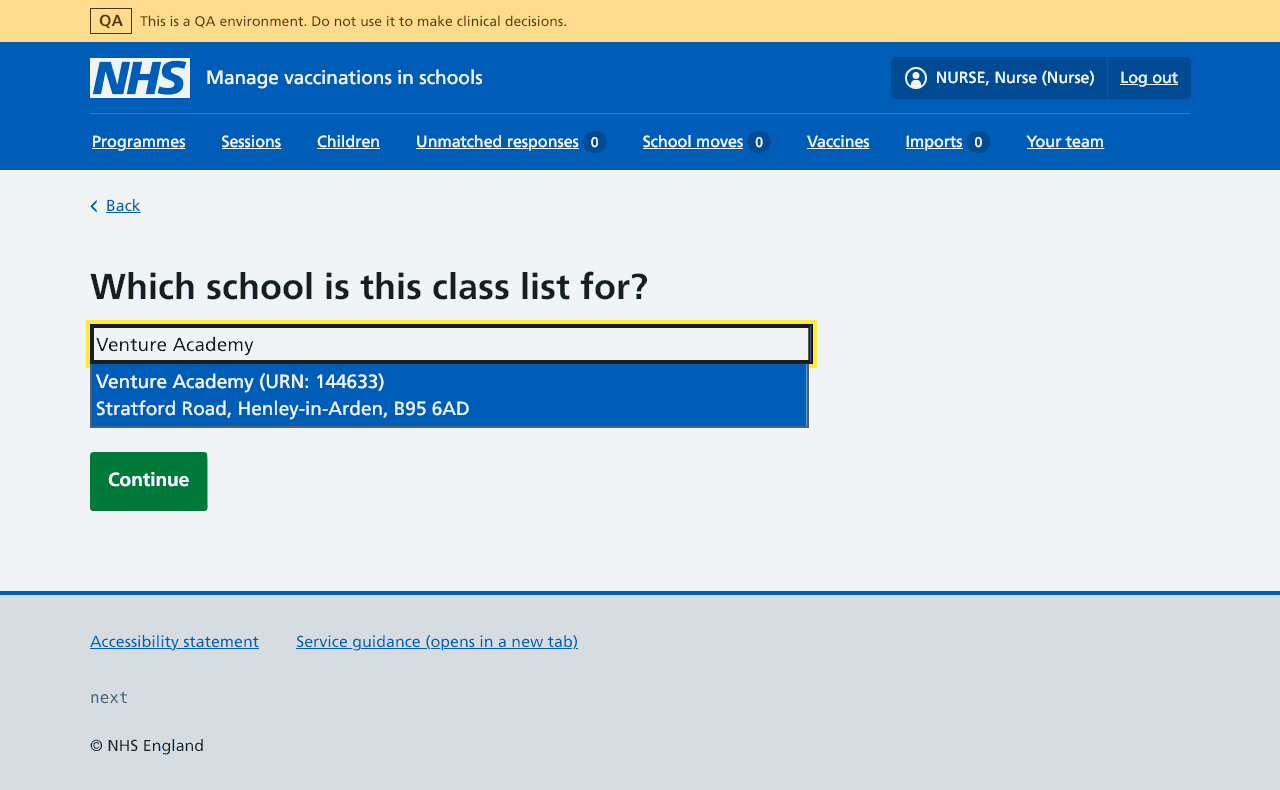 QA This is a QA environment. Do not use it to make clinical decisions.
NHS Manage vaccinations in schools NURSE, Nurse (Nurse) Log out
Programmes Sessions Children Unmatched responses 0 School moves 0 Vaccines Imports 0 Your team
Back
Which school is this class list for?
Venture Academy
Venture Academy (URN: 144633)
Stratford Road, Henley-in-Arden, B95 6AD
Continue
Accessibility statement Service guidance (opens in a new tab)
next
© NHS England